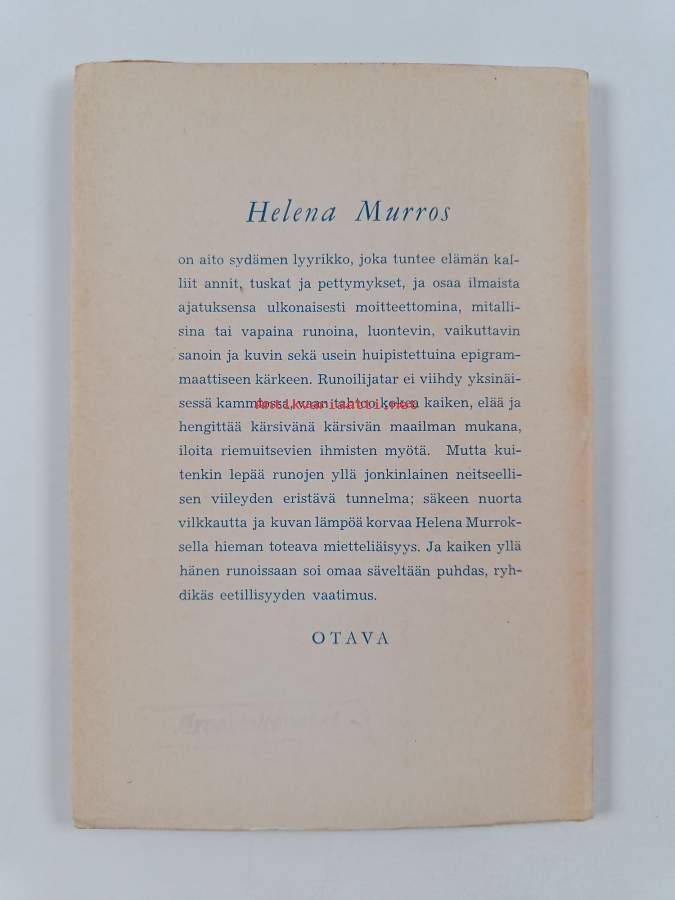 Helena Murros
on aito sydämen lyyrikko, joka tuntee elämän kal-
liit annit, tuskat ja pettymykset, ja osaa ilmaista
ajatuksensa ulkonaisesti moitteettomina, mitalli-
sina tai vapaina runoina, luontevin, vaikuttavin
sanoin ja kuvin sekä usein huipistettuina epigram-
maattiseen kärkeen. Runoilijatar ei viihdy yksinäi-
sessä kammiossa, vaan tahtoo kokea kaiken, elää ja
antikvariaatti.net
hengittää kärsivänä kärsivän maailman mukana,
iloita riemuitsevien ihmisten myötä. Mutta kui-
tenkin lepää runojen yllä jonkinlainen neitseelli-
sen viileyden eristävä tunnelma; säkeen nuorta
vilkkautta ja kuvan lämpöä korvaa Helena Murrok-
sella hieman toteava mietteliäisyys. Ja kaiken yllä
hänen runoissaan soi omaa säveltään puhdas, ryh-
dikäs eetillisyyden vaatimus.
OTAVA